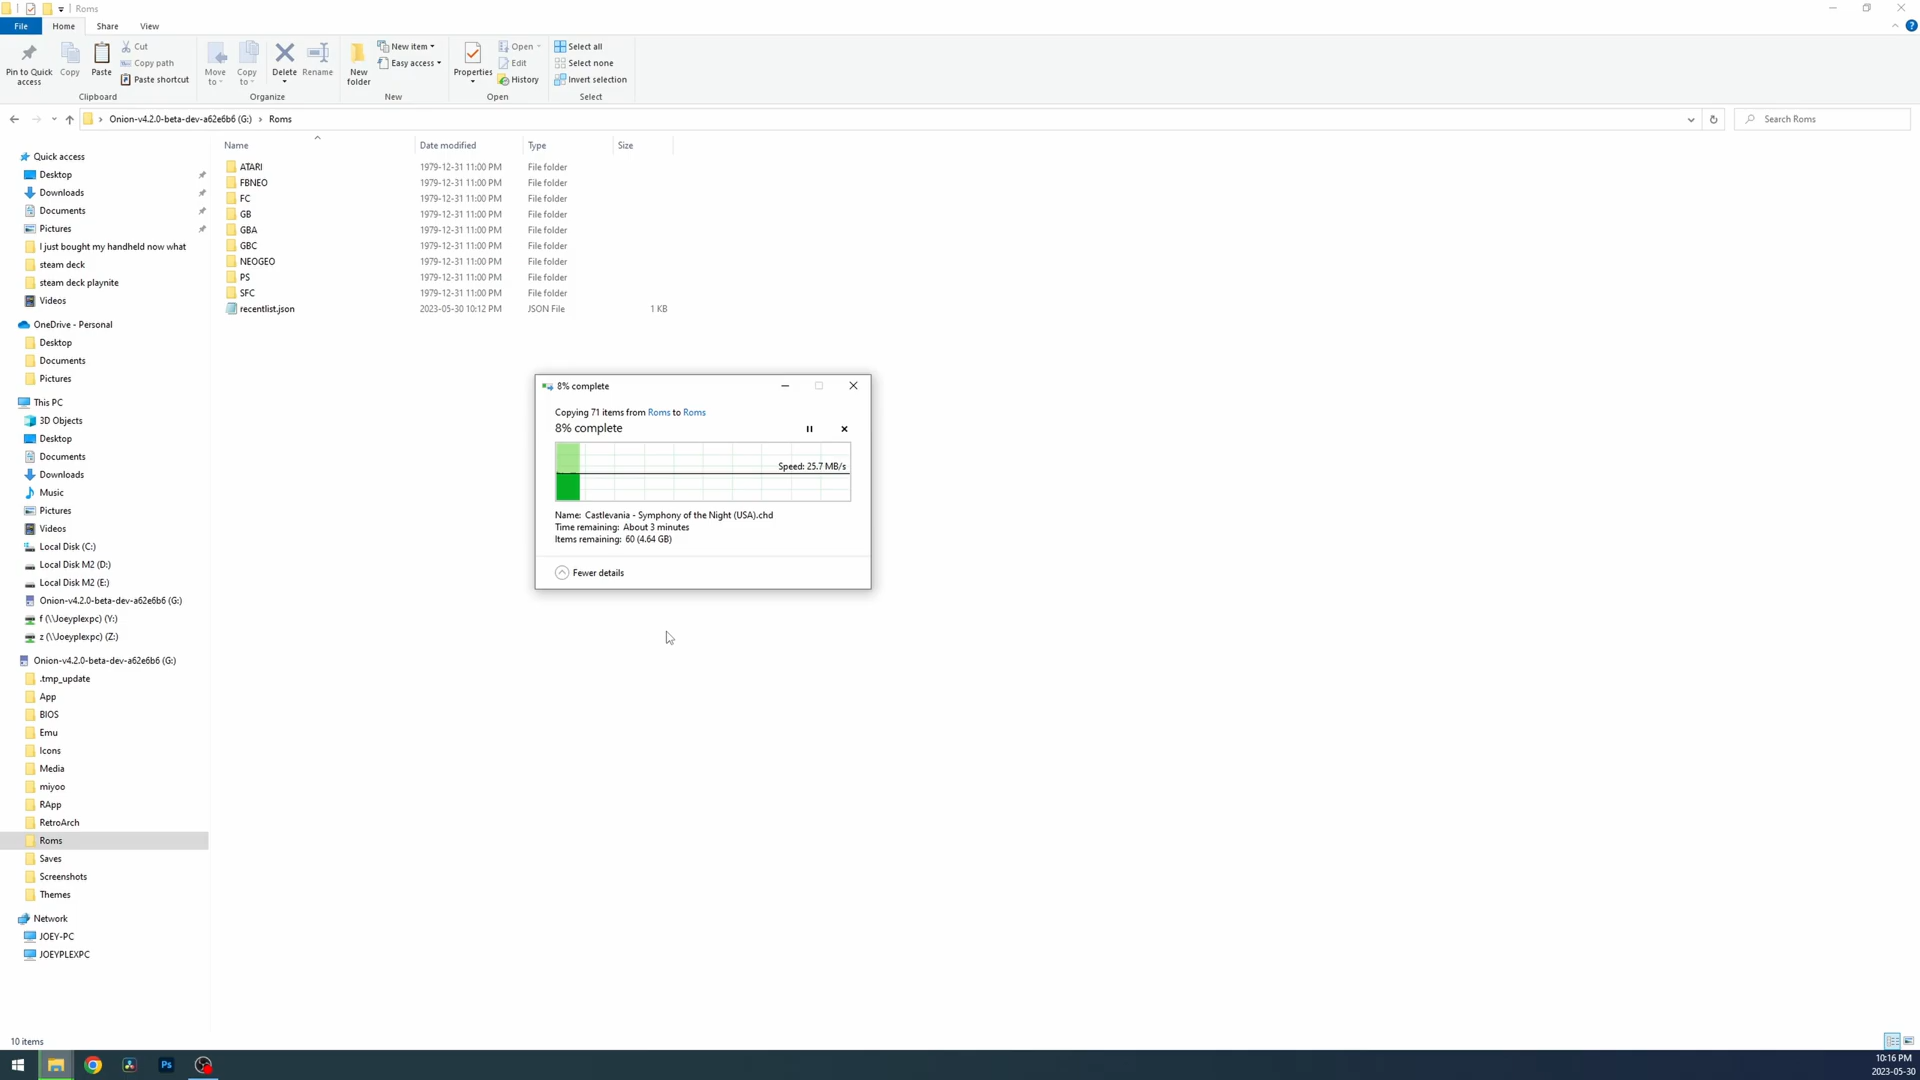 Roms
File Home Share View
Pin to Quick access
Copy
Paste
Cut
Copy path
Paste shortcut
Move to
Copy to
Delete
Rename
New folder
New item
Easy access
Properties
Open
Edit
History
Select all
Select none
Invert selection
Clipboard Organize New Open Select
Onion-v4.2.0-beta-dev-a62e6b6 (G:) > Roms
Search Roms
Name Date modified Type Size
ATARI 1979-12-31 11:00 PM File folder
FBNEO 1979-12-31 11:00 PM File folder
FC 1979-12-31 11:00 PM File folder
GB 1979-12-31 11:00 PM File folder
GBA 1979-12-31 11:00 PM File folder
GBC 1979-12-31 11:00 PM File folder
NEOGEO 1979-12-31 11:00 PM File folder
PS 1979-12-31 11:00 PM File folder
SFC 1979-12-31 11:00 PM File folder
recentlist.json 2023-05-30 10:12 PM JSON File 1 KB
Quick access
Desktop
Downloads
Documents
Pictures
I just bought my handheld now what
steam deck
steam deck playnite
Videos
OneDrive - Personal
Desktop
Documents
Pictures
This PC
3D Objects
Desktop
Documents
Downloads
Music
Pictures
Videos
Local Disk (C:)
Local Disk M2 (D:)
Local Disk M2 (E:)
Onion-v4.2.0-beta-dev-a62e6b6 (G:)
f (\\Joeyplexpc) (Y:)
z (\\Joeyplexpc) (Z:)
Onion-v4.2.0-beta-dev-a62e6b6 (G:)
.tmp_update
App
BIOS
Emu
Icons
Media
miyoo
RApp
RetroArch
Roms
Saves
Screenshots
Themes
Network
JOEY-PC
JOEYPLEXPC
8% complete
Copying 71 items from Roms to Roms
8% complete
Speed: 25.7 MB/s
Name: Castlevania - Symphony of the Night (USA).chd
Time remaining: About 3 minutes
Items remaining: 60 (4.64 GB)
Fewer details
10 items
Ps
10:16 PM
2023-05-30